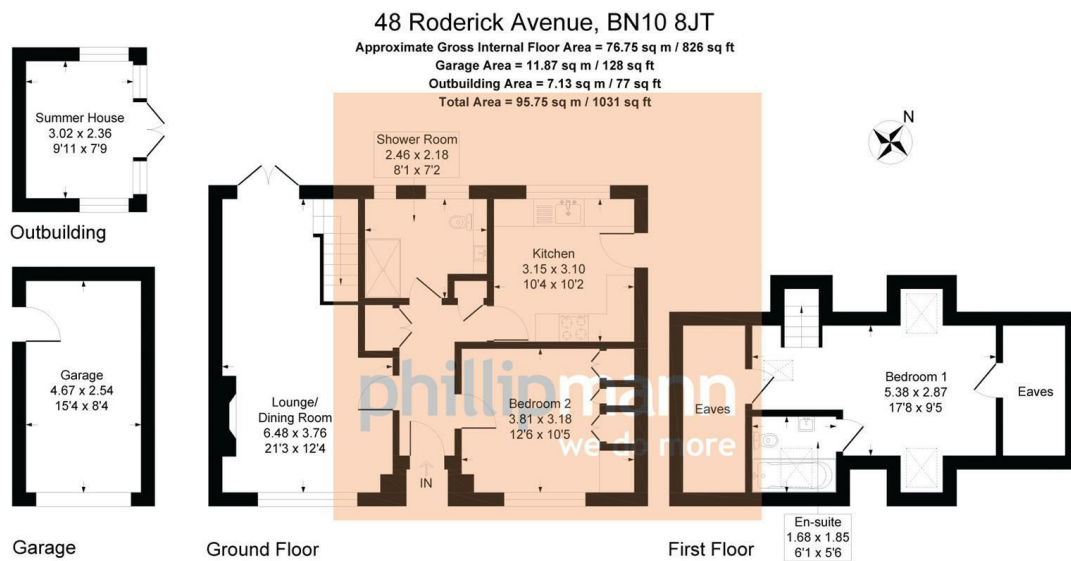 48 Roderick Avenue, BN10 8JT
Approximate Gross Internal Floor Area = 76.75 sq m / 826 sq ft
Garage Area = 11.87 sq m / 128 sq ft
Outbuilding Area = 7.13 sq m / 77 sq ft
Total Area = 95.75 sq m / 1031 sq ft
N
Summer House
3.02 x 2.36
9'11 x 7'9
Outbuilding
Garage
4.67 x 2.54
15'4 x 8'4
Garage
Shower Room
2.46 x 2.18
8'1 x 7'2
Kitchen
3.15 x 3.10
10'4 x 10'2
Lounge/
Dining Room
6.48 x 3.76
21'3 x 12'4
Bedroom 2
3.81 x 3.18
12'6 x 10'5
IN
Ground Floor
phillipmann
we do more
Eaves
Bedroom 1
5.38 x 2.87
17'8 x 9'5
Eaves
En-suite
1.68 x 1.85
6'1 x 5'6
First Floor